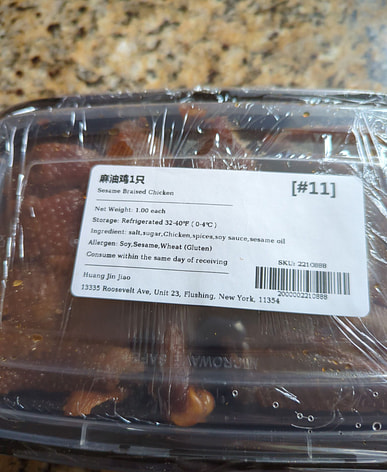 麻油鸡1只
[#11]
Sesame Braised Chicken
Net Weight: 1.00 each
Storage: Refrigerated 32-40°F ( 0-4°C )
Ingredient: salt,sugar,Chicken,spices,soy sauce,sesame oil
Allergen: Soy,Sesame,Wheat (Gluten)
Consume within the same day of receiving
SKU: 2210888
Huang Jin Jiao
13335 Roosevelt Ave, Unit 23, Flushing, New York, 11354
2000002210888
MICROWAVE SAFE